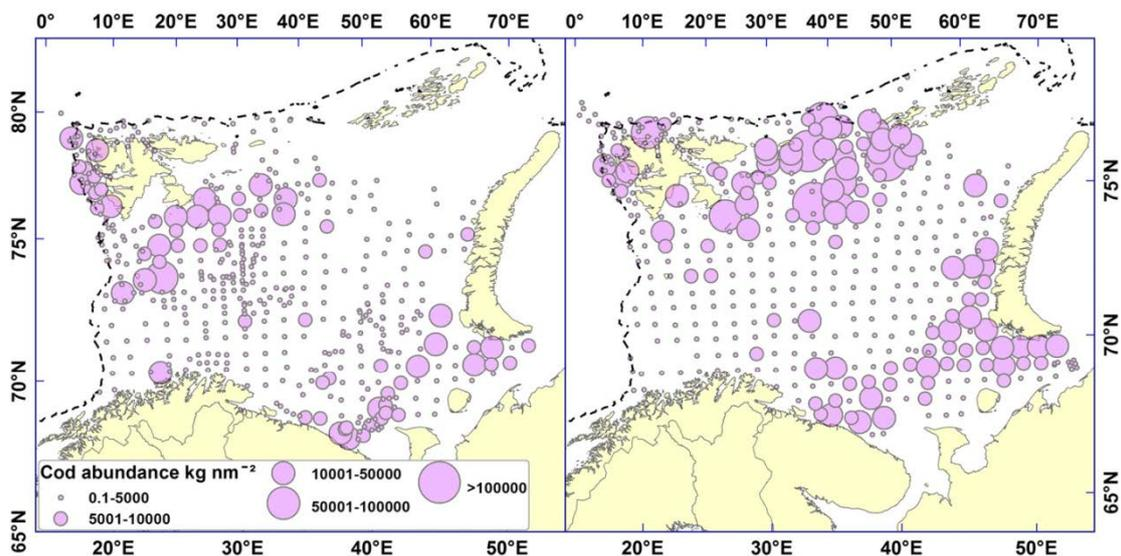 0° 10°E 20°E 30°E 40°E 50°E 60°E 70°E 0° 10°E 20°E 30°E 40°E 50°E 60°E 70°E
80°N
75°N
75°N
70°N
70°N
65°N
65°N
Cod abundance kg nm⁻²
0.1-5000
5001-10000
10001-50000
50001-100000
>100000
20°E 30°E 40°E 50°E 20°E 30°E 40°E 50°E